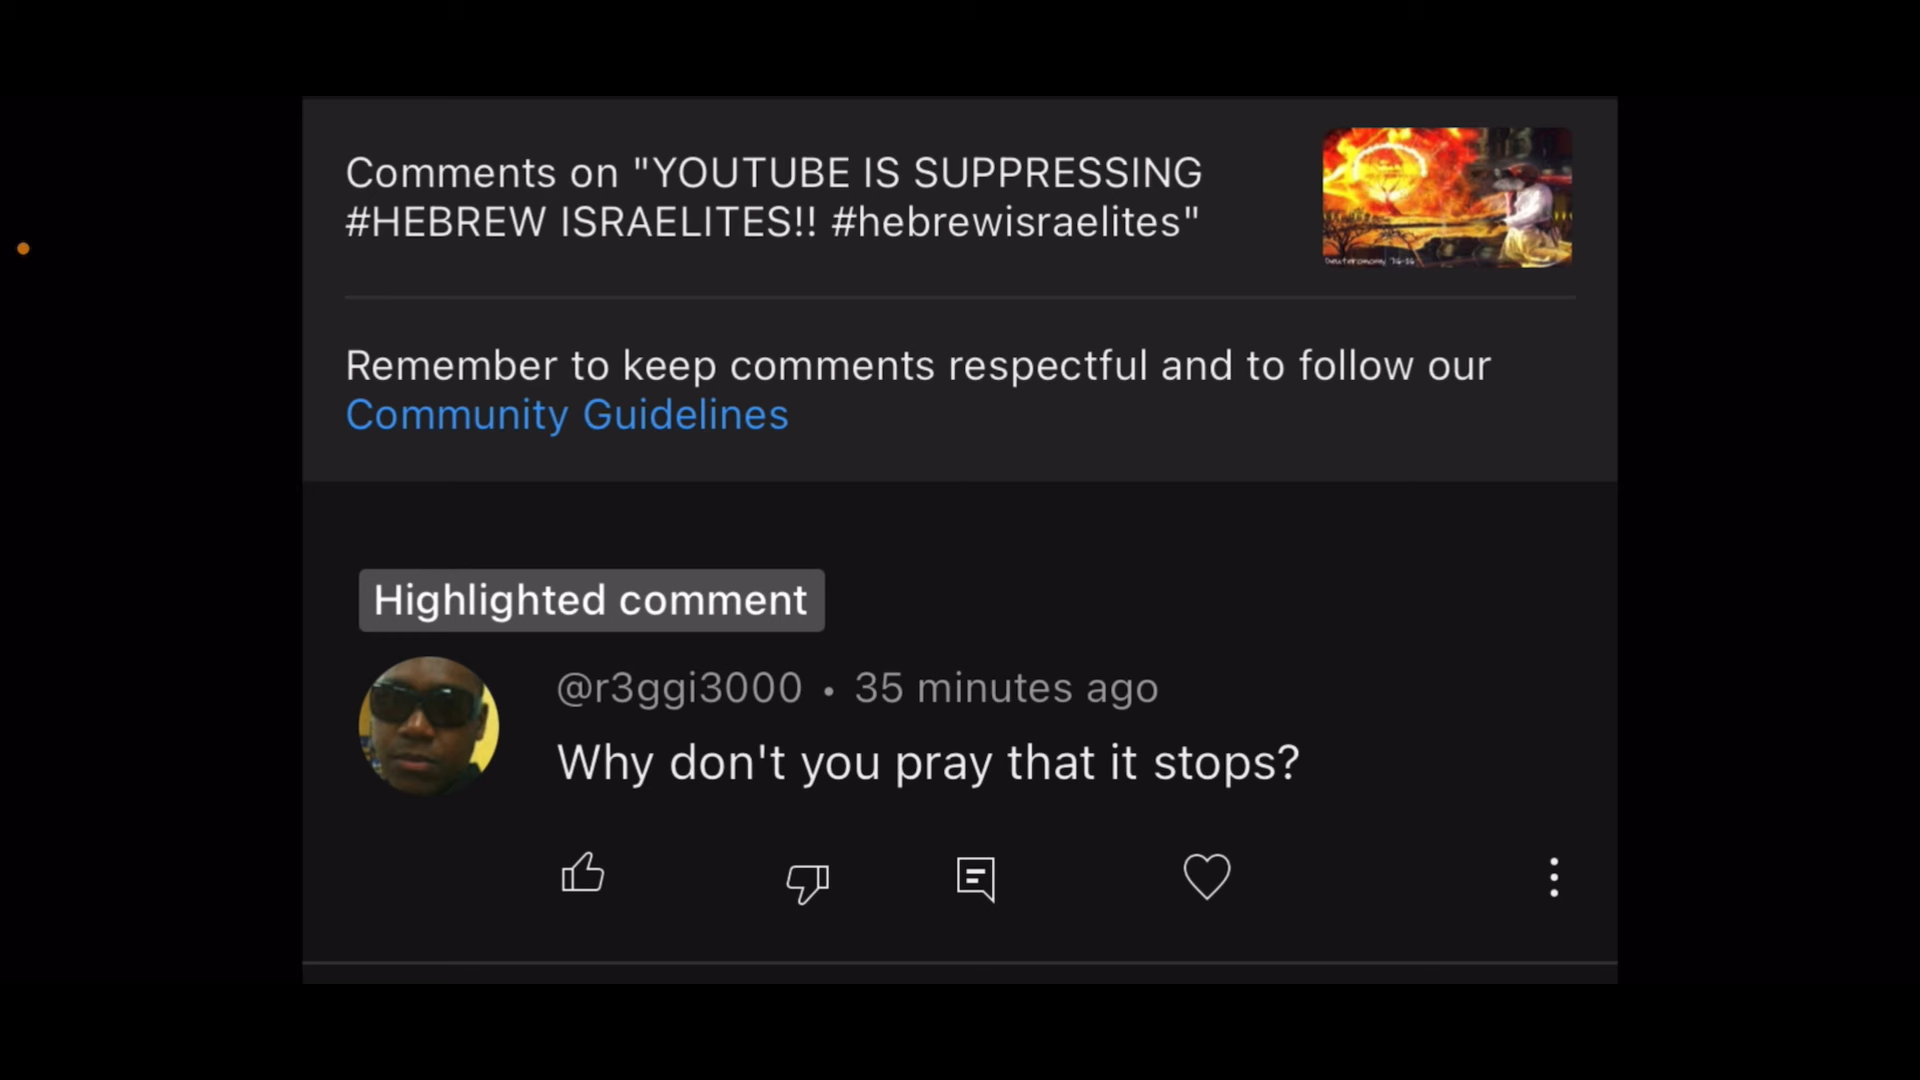 Comments on "YOUTUBE IS SUPPRESSING
#HEBREW ISRAELITES!! #hebrewisraelites"
Remember to keep comments respectful and to follow our
Community Guidelines
Highlighted comment
@r3ggi3000 • 35 minutes ago
Why don't you pray that it stops?